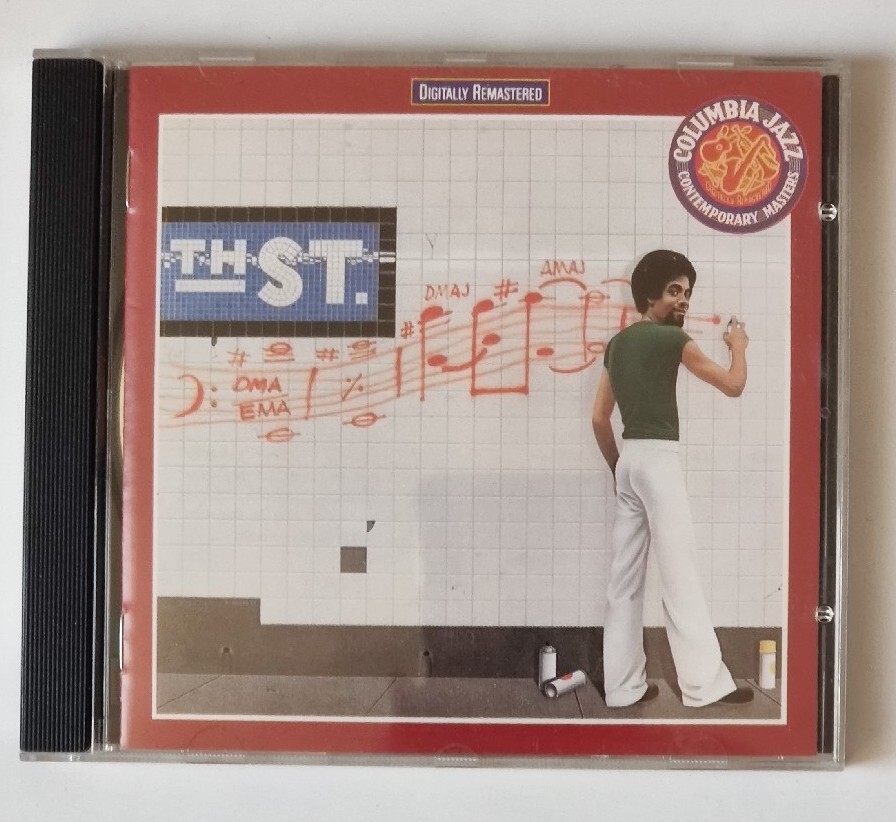 DIGITALLY REMASTERED
COLUMBIA JAZZ
CONTEMPORARY MASTERS
TH ST.
DMAJ
AMAJ
DMA
EMA